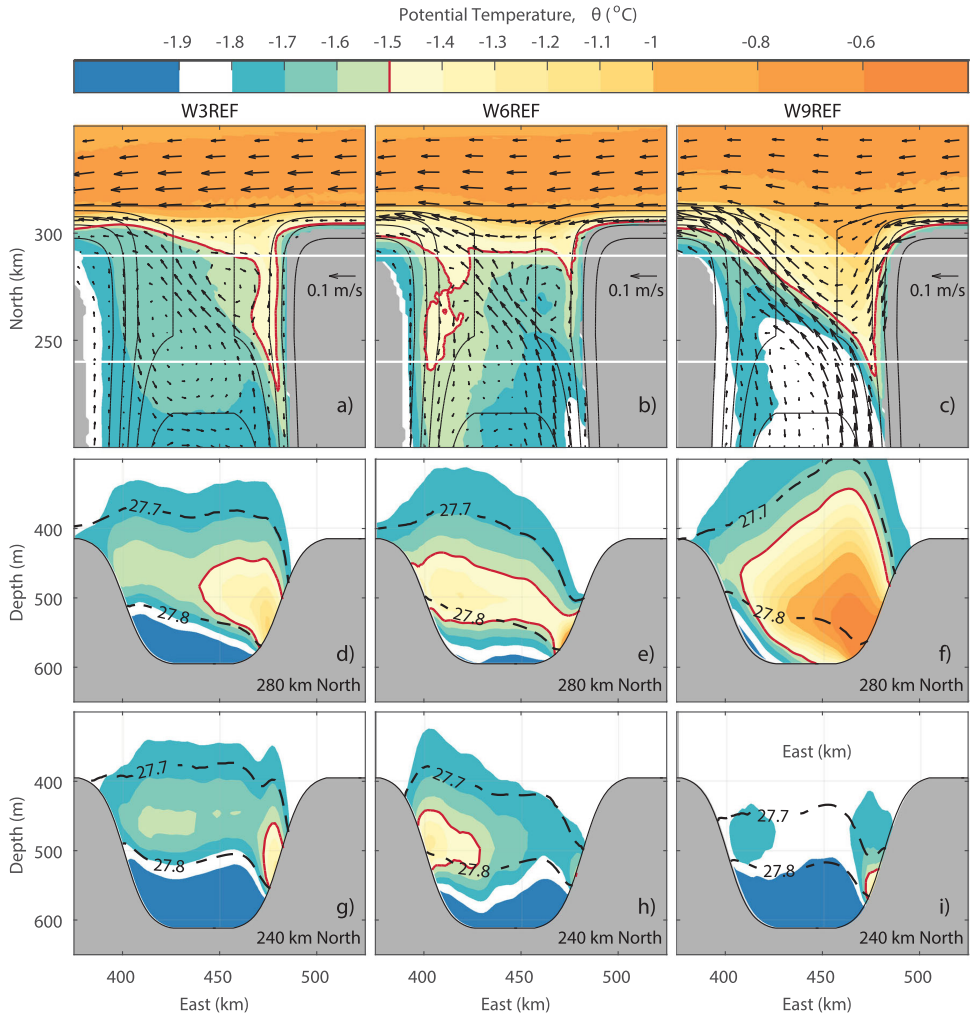 Potential Temperature, θ (°C)
-1.9 -1.8 -1.7 -1.6 -1.5 -1.4 -1.3 -1.2 -1.1 -1 -0.8 -0.6
W3REF W6REF W9REF
300
250
North (km)
0.1 m/s 0.1 m/s 0.1 m/s
a) b) c)
400
500
600
Depth (m)
27.7 27.7 27.7
27.8 27.8
d) e) f)
280 km North 280 km North 280 km North
400
500
600
Depth (m)
East (km)
27.7 27.7 27.7
27.8 27.8 27.8
g) h) i)
240 km North 240 km North 240 km North
400 450 500 400 450 500 400 450 500
East (km) East (km) East (km)